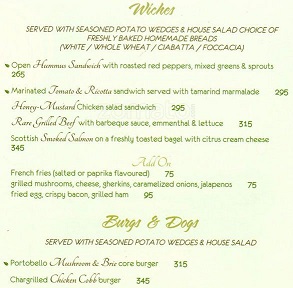 Wiches
SERVED WITH SEASONED POTATO WEDGES & HOUSE SALAD CHOICE OF
FRESHLY BAKED HOMEMADE BREADS
(WHITE / WHOLE WHEAT / CIABATTA / FOCCACIA)
Open Hummus Sandwich with roasted red peppers, mixed greens & sprouts
265
Marinated Tomato & Ricotta sandwich served with tamarind marmalade 295
Honey-Mustard Chicken salad sandwich 295
Rare Grilled Beef with barbeque sauce, emmenthal & lettuce 315
Scottish Smoked Salmon on a freshly toasted bagel with citrus cream cheese
345
Add On
French fries (salted or paprika flavoured) 75
grilled mushrooms, cheese, gherkins, caramelized onions, jalapenos 75
fried egg, crispy bacon, grilled ham 95
Burgs & Dogs
SERVED WITH SEASONED POTATO WEDGES & HOUSE SALAD
Portobello Mushroom & Brie core burger 315
Chargrilled Chicken Cobb burger 345